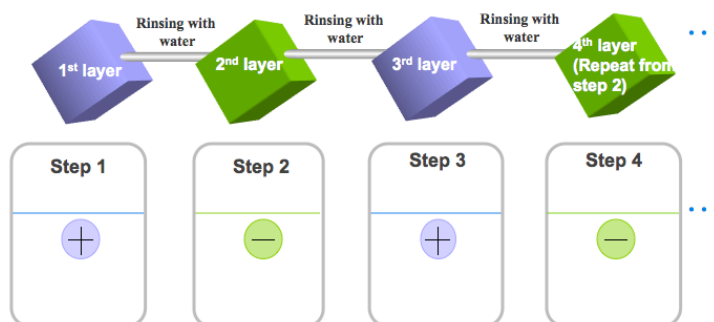 Rinsing with
water
Rinsing with
water
Rinsing with
water
1st layer
2nd layer
3rd layer
4th layer
(Repeat from
step 2)
Step 1
Step 2
Step 3
Step 4
+
−
+
−